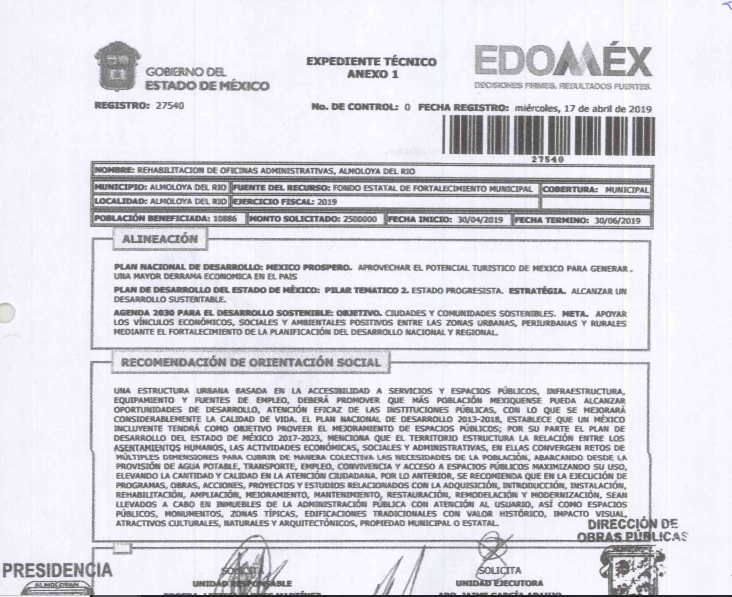 GOBIERNO DEL
ESTADO DE MÉXICO
EXPEDIENTE TÉCNICO
ANEXO 1
EDOMÉX
DECISIONES FIRMES, RESULTADOS FUERTES.
REGISTRO: 27540
No. DE CONTROL: 0 FECHA REGISTRO: miércoles, 17 de abril de 2019
27540
NOMBRE: REHABILITACION DE OFICINAS ADMINISTRATIVAS, ALMOLOYA DEL RIO
MUNICIPIO: ALMOLOYA DEL RIO FUENTE DEL RECURSO: FONDO ESTATAL DE FORTALECIMIENTO MUNICIPAL COBERTURA: MUNICIPAL
LOCALIDAD: ALMOLOYA DEL RIO EJERCICIO FISCAL: 2019
POBLACIÓN BENEFICIADA: 10886 MONTO SOLICITADO: 2500000 FECHA INICIO: 30/04/2019 FECHA TERMINO: 30/06/2019
ALINEACIÓN
PLAN NACIONAL DE DESARROLLO: MEXICO PROSPERO. APROVECHAR EL POTENCIAL TURISTICO DE MEXICO PARA GENERAR
UNA MAYOR DERRAMA ECONOMICA EN EL PAIS
PLAN DE DESARROLLO DEL ESTADO DE MÉXICO: PILAR TEMATICO 2. ESTADO PROGRESISTA. ESTRATÉGIA. ALCANZAR UN
DESARROLLO SUSTENTABLE.
AGENDA 2030 PARA EL DESARROLLO SOSTENIBLE: OBJETIVO. CIUDADES Y COMUNIDADES SOSTENIBLES. META. APOYAR
LOS VÍNCULOS ECONÓMICOS, SOCIALES Y AMBIENTALES POSITIVOS ENTRE LAS ZONAS URBANAS, PERIURBANAS Y RURALES
MEDIANTE EL FORTALECIMIENTO DE LA PLANIFICACIÓN DEL DESARROLLO NACIONAL Y REGIONAL.
RECOMENDACIÓN DE ORIENTACIÓN SOCIAL
UNA ESTRUCTURA URBANA BASADA EN LA ACCESIBILIDAD A SERVICIOS Y ESPACIOS PÚBLICOS, INFRAESTRUCTURA,
EQUIPAMIENTO Y FUENTES DE EMPLEO, DEBERÁ PROMOVER QUE MÁS POBLACIÓN MEXIQUENSE PUEDA ALCANZAR
OPORTUNIDADES DE DESARROLLO, ATENCIÓN EFICAZ DE LAS INSTITUCIONES PÚBLICAS, CON LO QUE SE MEJORARÁ
CONSIDERABLEMENTE LA CALIDAD DE VIDA. EL PLAN NACIONAL DE DESARROLLO 2013-2018, ESTABLECE QUE UN MÉXICO
INCLUYENTE TENDRÁ COMO OBJETIVO PROVEER EL MEJORAMIENTO DE ESPACIOS PÚBLICOS; POR SU PARTE EL PLAN DE
DESARROLLO DEL ESTADO DE MÉXICO 2017-2023, MENCIONA QUE EL TERRITORIO ESTRUCTURA LA RELACIÓN ENTRE LOS
ASENTAMIENTOS HUMANOS, LAS ACTIVIDADES ECONÓMICAS, SOCIALES Y ADMINISTRATIVAS, EN ELLAS CONVERGEN RETOS DE
MÚLTIPLES DIMENSIONES PARA CUBRIR DE MANERA COLECTIVA LAS NECESIDADES DE LA POBLACIÓN, ABARCANDO DESDE LA
PROVISIÓN DE AGUA POTABLE, TRANSPORTE, EMPLEO, CONVIVENCIA Y ACCESO A ESPACIOS PÚBLICOS MAXIMIZANDO SU USO,
ELEVANDO LA CANTIDAD Y CALIDAD EN LA ATENCIÓN CIUDADANA. POR LO ANTERIOR, SE RECOMIENDA QUE EN LA EJECUCIÓN DE
PROGRAMAS, OBRAS, ACCIONES, PROYECTOS Y ESTUDIOS RELACIONADOS CON LA ADQUISICIÓN, INTRODUCCIÓN, INSTALACIÓN,
REHABILITACIÓN, AMPLIACIÓN, MEJORAMIENTO, MANTENIMIENTO, RESTAURACIÓN, REMODELACIÓN Y MODERNIZACIÓN, SEAN
LLEVADOS A CABO EN INMUEBLES DE LA ADMINISTRACIÓN PÚBLICA CON ATENCIÓN AL USUARIO, ASÍ COMO ESPACIOS
PÚBLICOS, MONUMENTOS, ZONAS TÍPICAS, EDIFICACIONES TRADICIONALES CON VALOR HISTÓRICO, IMPACTO VISUAL,
ATRACTIVOS CULTURALES, NATURALES Y ARQUITECTÓNICOS, PROPIEDAD MUNICIPAL O ESTATAL.
DIRECCIÓN DE
OBRAS PÚBLICAS
PRESIDENCIA
SOLICITA
UNIDAD RESPONSABLE
SOLICITA
UNIDAD EJECUTORA